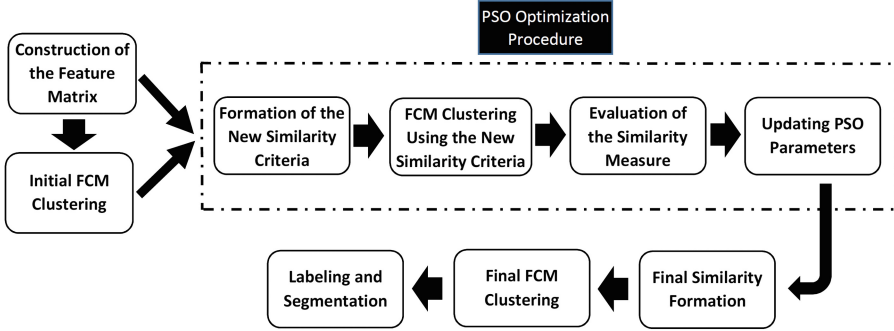 PSO Optimization
Procedure
Construction of
the Feature
Matrix
Initial FCM
Clustering
Formation of the
New Similarity
Criteria
FCM Clustering
Using the New
Similarity Criteria
Evaluation of
the Similarity
Measure
Updating PSO
Parameters
Final Similarity
Formation
Final FCM
Clustering
Labeling and
Segmentation